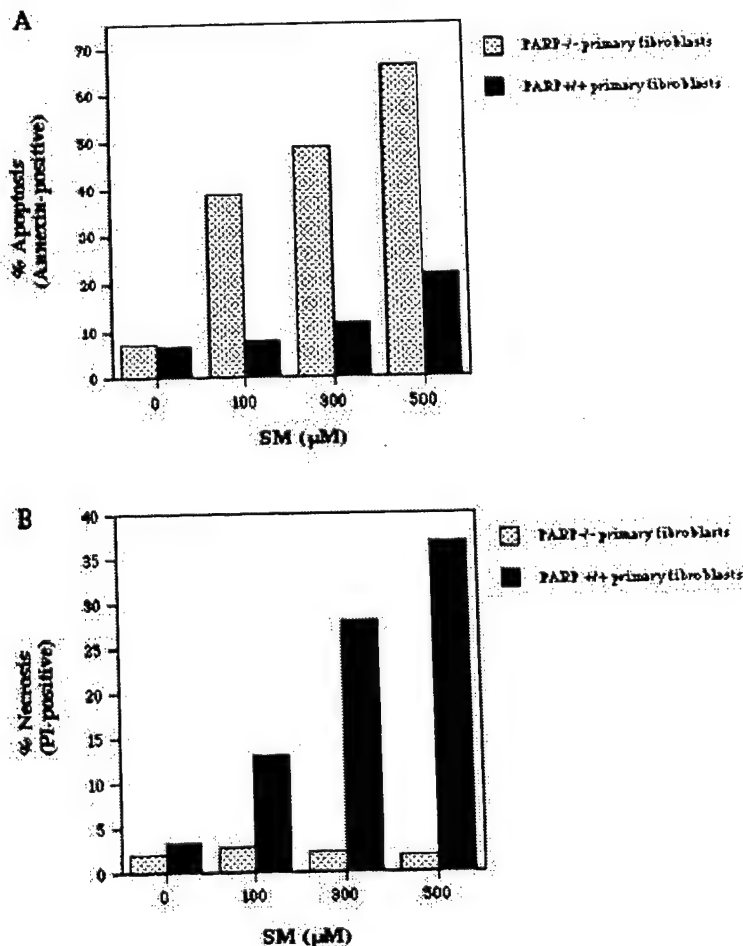 A
70
60
50
40
30
20
10
0
% Apoptosis
(Annexin-positive)
0 100 300 500
SM (µM)
PARP-/- primary fibroblasts
PARP+/+ primary fibroblasts
B
40
35
30
25
20
15
10
5
0
% Necrosis
(PI-positive)
0 100 300 500
SM (µM)
PARP-/- primary fibroblasts
PARP +/+ primary fibroblasts